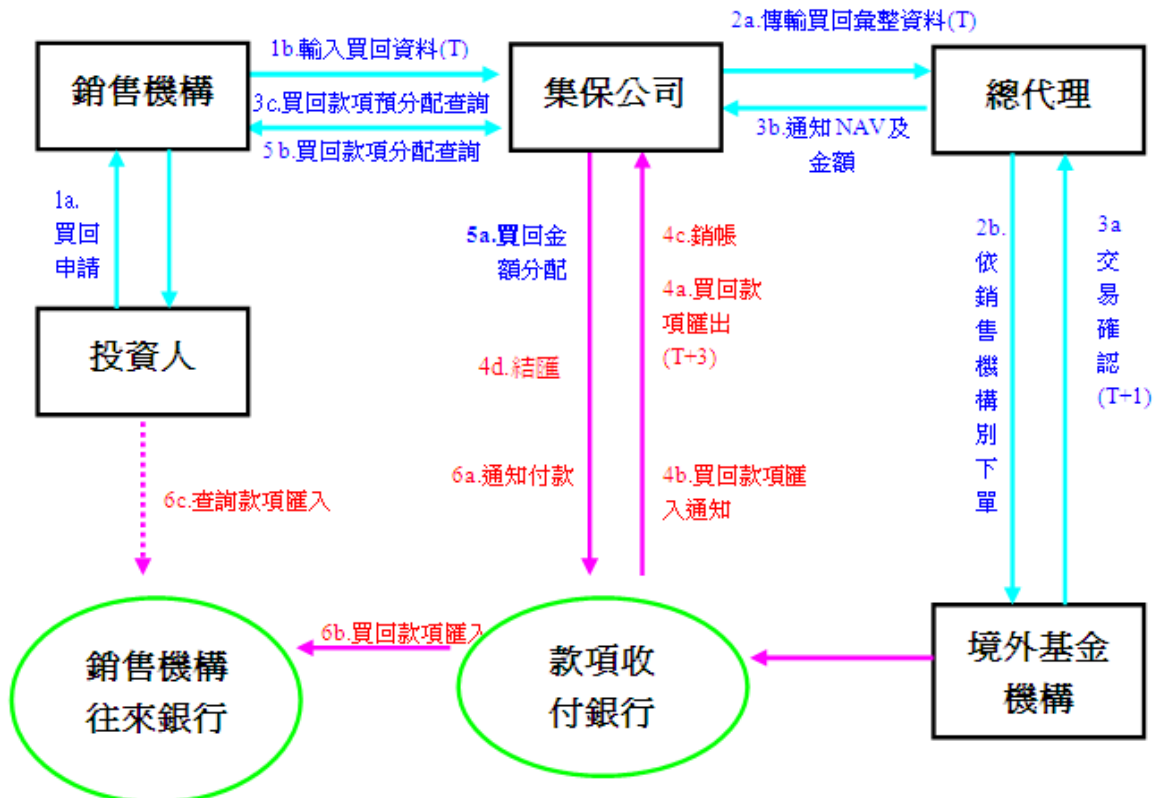 2a.傳輸買回彙整資料(T)
1b.輸入買回資料(T)
銷售機構
集保公司
總代理
3c.買回款項預分配查詢
3b.通知NAV及
金額
5b.買回款項分配查詢
1a.
買回
申請
5a.買回金
額分配
4c.銷帳
4a.買回款
項匯出
(T+3)
2b.
依
銷
售
機
構
別
下
單
3a
交
易
確
認
(T+1)
投資人
4d.結匯
6c.查詢款項匯入
6a.通知付款
4b.買回款項匯
入通知
6b.買回款項匯入
銷售機構
往來銀行
款項收
付銀行
境外基金
機構